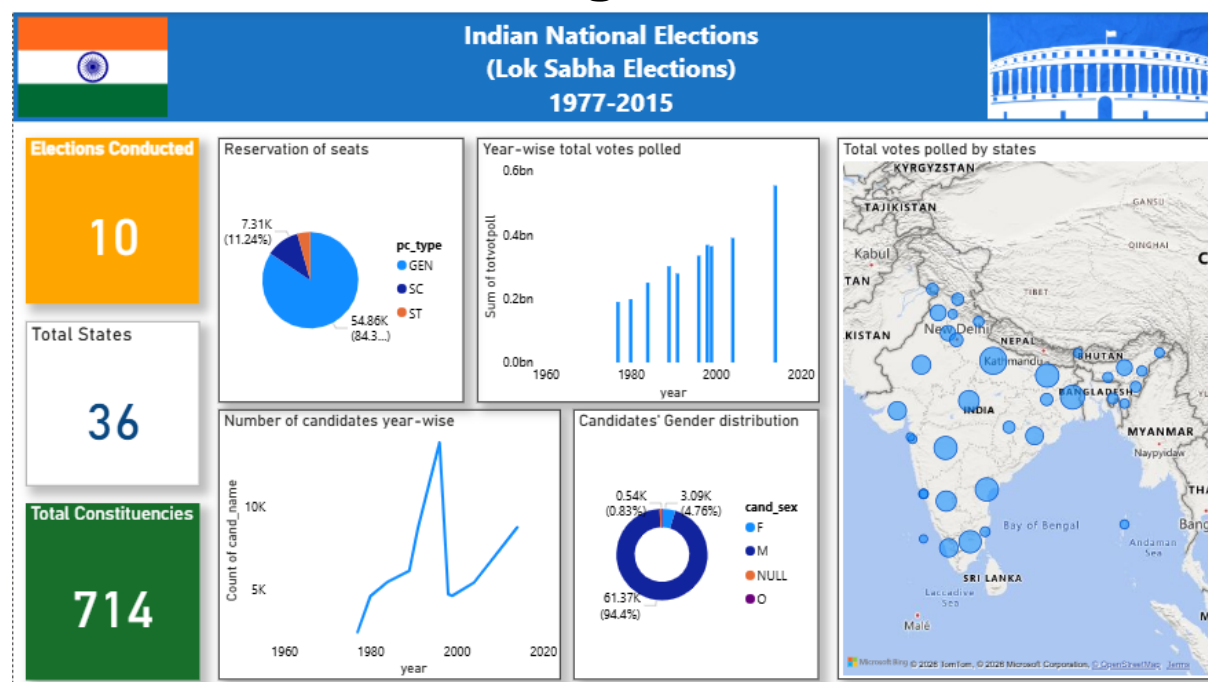 Indian National Elections
(Lok Sabha Elections)
1977-2015
Elections Conducted
10
Total States
36
Total Constituencies
714
Reservation of seats
7.31K
(11.24%)
54.86K
(84.3...)
pc_type
GEN
SC
ST
Year-wise total votes polled
Sum of totvotpoll
0.6bn
0.4bn
0.2bn
0.0bn
1960
1980
2000
2020
year
Number of candidates year-wise
Count of cand_name
10K
5K
1960
1980
2000
2020
year
Candidates' Gender distribution
0.54K
(0.83%)
3.09K
(4.76%)
61.37K
(94.4%)
cand_sex
F
M
NULL
O
Total votes polled by states
KYRGYZSTAN
TAJIKISTAN
GANSU
Kabul
QINGHAI
C
TAN
TIBET
KISTAN
New Delhi
NEPAL
Kathmandu
BHUTAN
BANGLADESH
INDIA
MYANMAR
Naypyidaw
THA
Bay of Bengal
Bang
Andaman
Sea
SRI LANKA
Laccadive
Sea
Malé
M
Microsoft Bing © 2026 TomTom, © 2026 Microsoft Corporation, © OpenStreetMap Terms